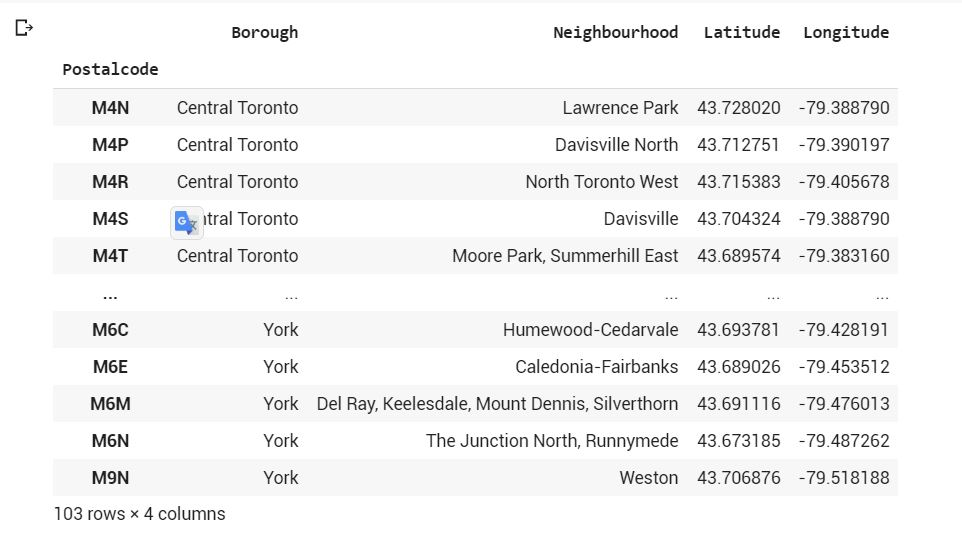 Borough Neighbourhood Latitude Longitude
Postalcode
M4N Central Toronto Lawrence Park 43.728020 -79.388790
M4P Central Toronto Davisville North 43.712751 -79.390197
M4R Central Toronto North Toronto West 43.715383 -79.405678
M4S ntral Toronto Davisville 43.704324 -79.388790
M4T Central Toronto Moore Park, Summerhill East 43.689574 -79.383160
... ... ... ... ...
M6C York Humewood-Cedarvale 43.693781 -79.428191
M6E York Caledonia-Fairbanks 43.689026 -79.453512
M6M York Del Ray, Keelesdale, Mount Dennis, Silverthorn 43.691116 -79.476013
M6N York The Junction North, Runnymede 43.673185 -79.487262
M9N York Weston 43.706876 -79.518188
103 rows × 4 columns